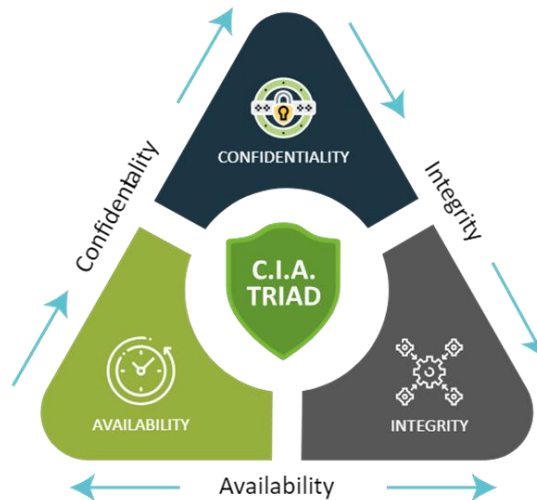 CONFIDENTIALITY
Confidentality
Integrity
C.I.A.
TRIAD
AVAILABILITY
INTEGRITY
Availability